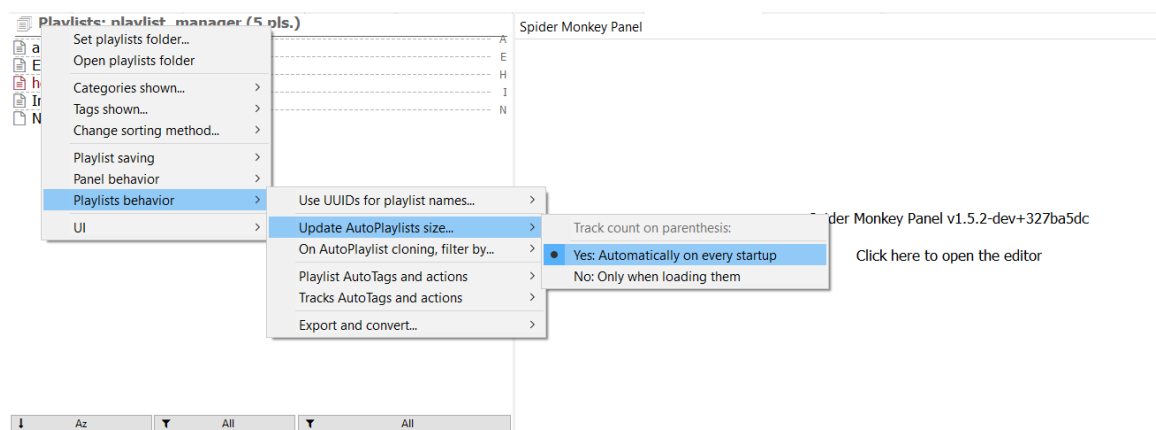 Playlists: playlist_manager (5 pls.)
Set playlists folder...
Open playlists folder
Categories shown...
Tags shown...
Change sorting method...
Playlist saving
Panel behavior
Playlists behavior
UI
A
E
H
I
N
Use UUIDs for playlist names...
Update AutoPlaylists size...
On AutoPlaylist cloning, filter by...
Playlist AutoTags and actions
Tracks AutoTags and actions
Export and convert...
Track count on parenthesis:
Yes: Automatically on every startup
No: Only when loading them
Az
All
All
Spider Monkey Panel
Spider Monkey Panel v1.5.2-dev+327ba5dc
Click here to open the editor